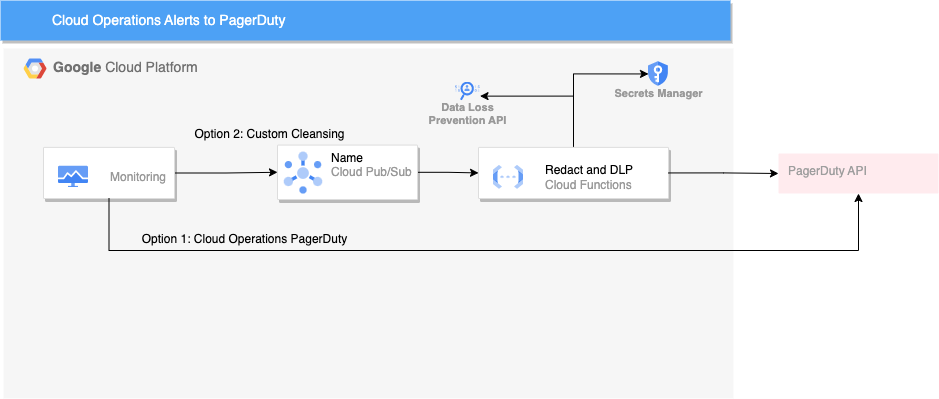 Cloud Operations Alerts to PagerDuty
Google Cloud Platform
Secrets Manager
Data Loss
Prevention API
Option 2: Custom Cleansing
Monitoring
Name
Cloud Pub/Sub
Redact and DLP
Cloud Functions
PagerDuty API
Option 1: Cloud Operations PagerDuty